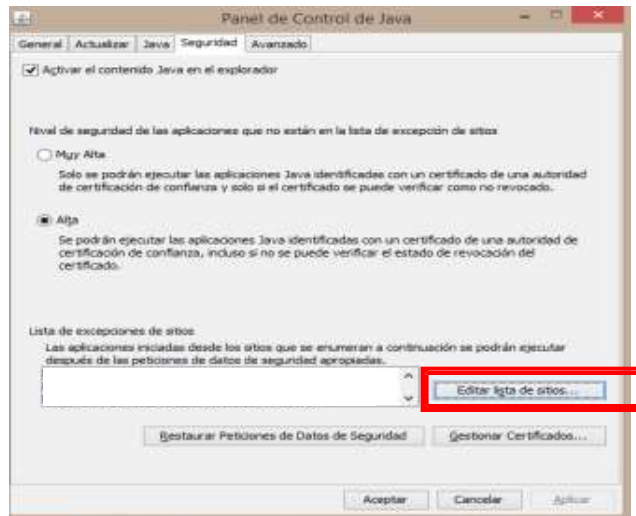 Panel de Control de Java
General Actualizar Java Seguridad Avanzado
Activar el contenido Java en el explorador
Nivel de seguridad de las aplicaciones que no están en la lista de excepción de sitios
Muy Alta
Solo se podrán ejecutar las aplicaciones Java identificadas con un certificado de una autoridad
de certificación de confianza y solo si el certificado se puede verificar como no revocado.
Alta
Se podrán ejecutar las aplicaciones Java identificadas con un certificado de una autoridad de
certificación de confianza, incluso si no se puede verificar el estado de revocación del
certificado.
Lista de excepciones de sitios
Las aplicaciones iniciadas desde los sitios que se enumeran a continuación se podrán ejecutar
después de las peticiones de datos de seguridad apropiadas.
Editar lista de sitios...
Restaurar Peticiones de Datos de Seguridad Gestionar Certificados...
Aceptar Cancelar Aplicar